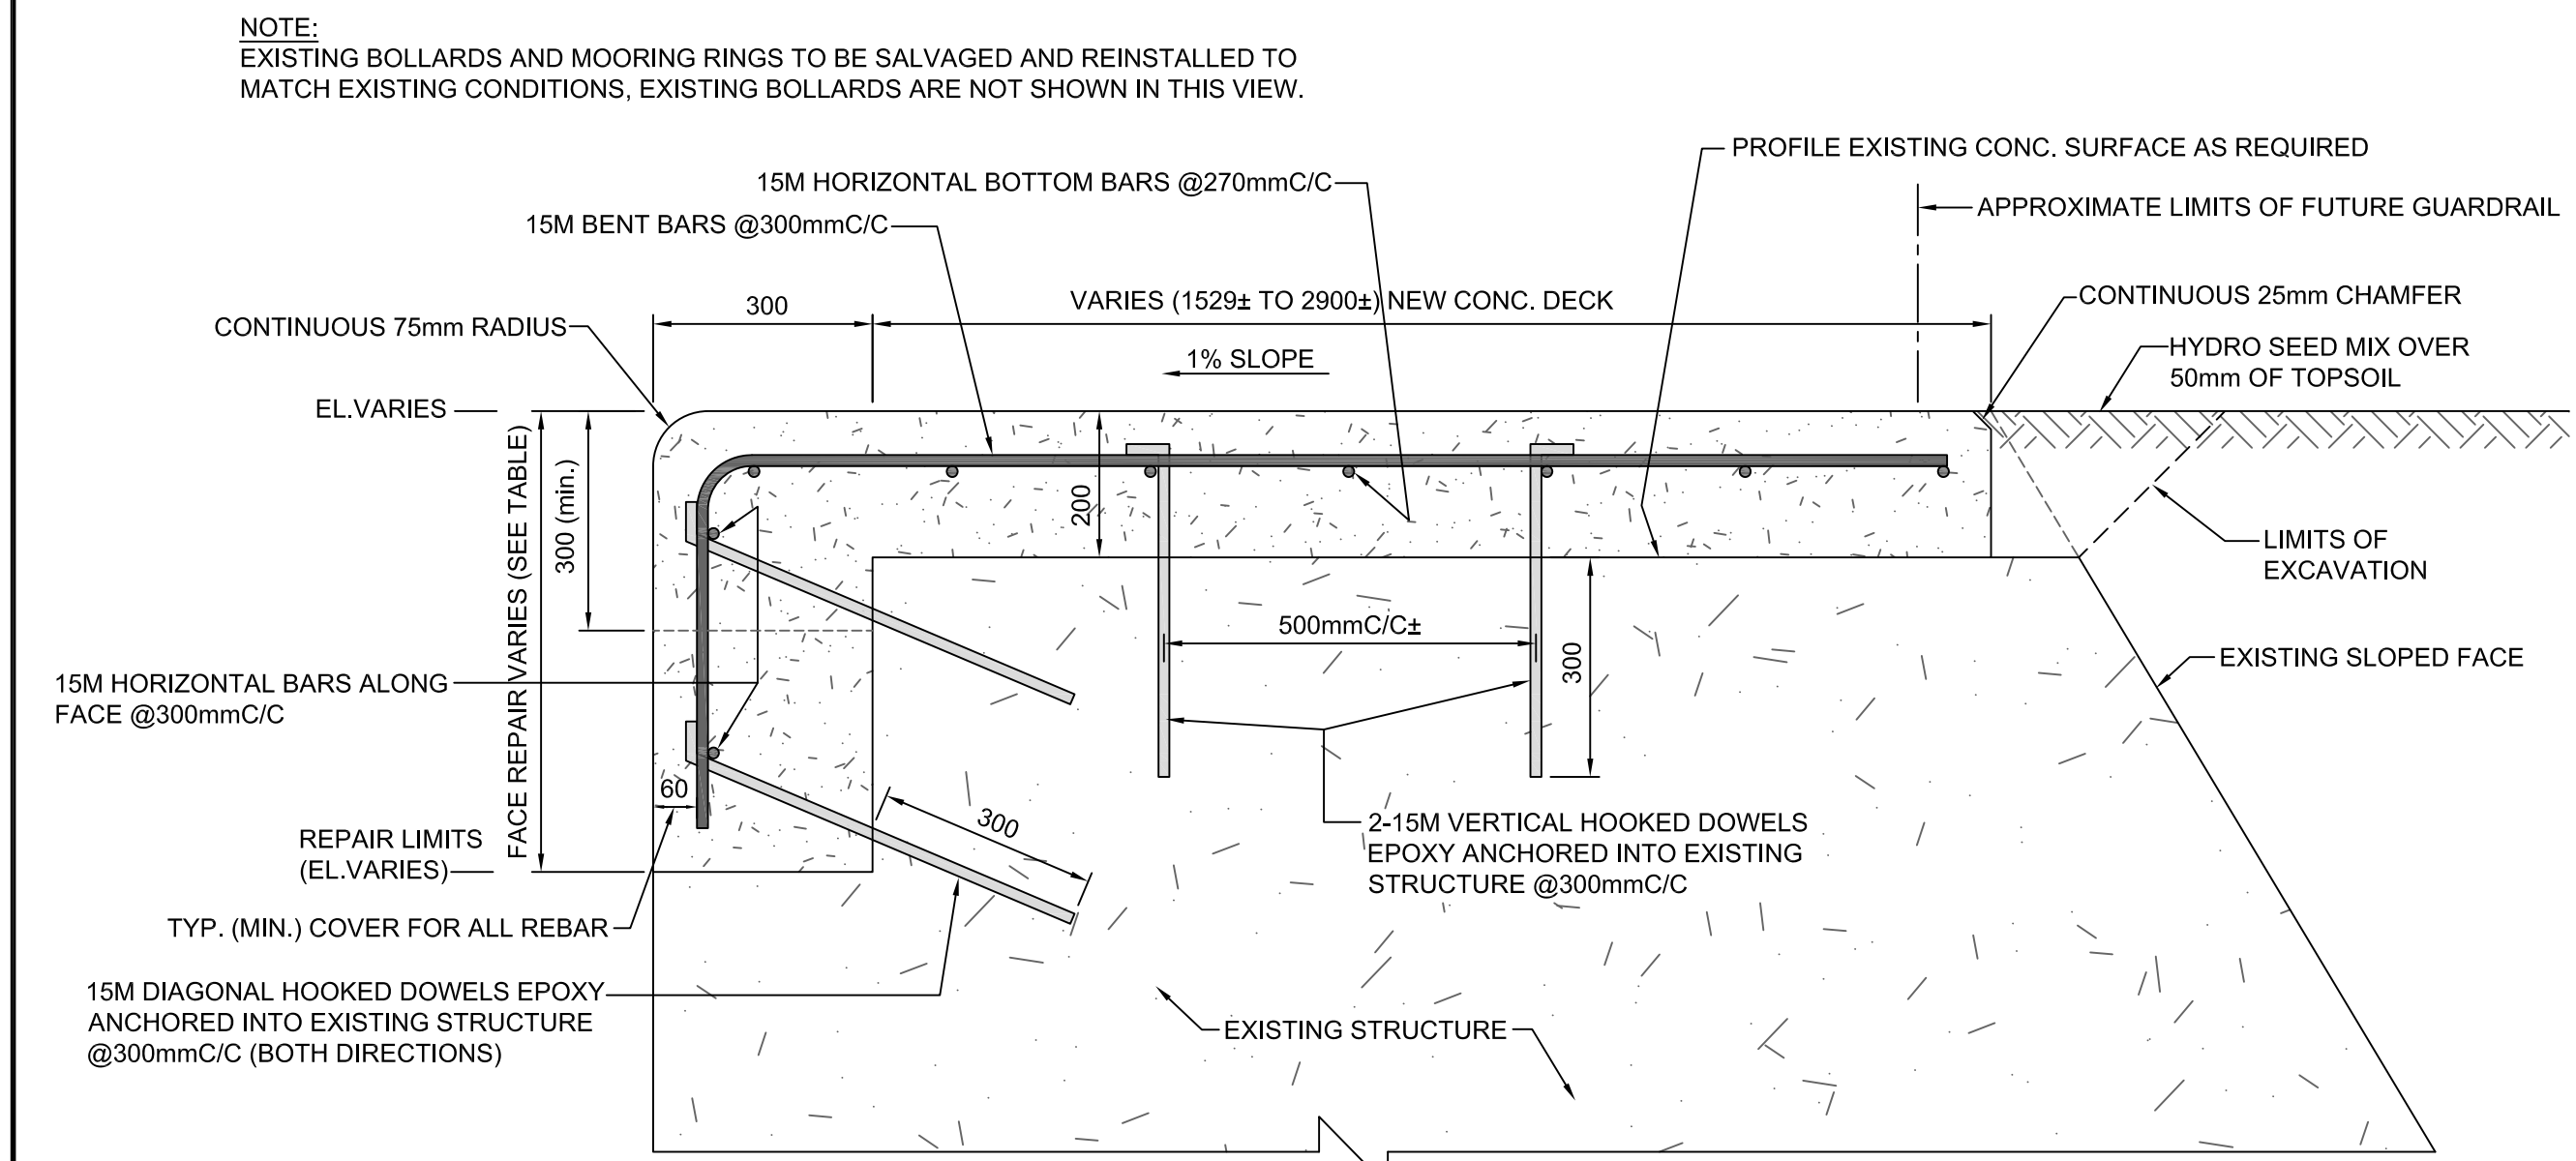 NOTE:
EXISTING BOLLARDS AND MOORING RINGS TO BE SALVAGED AND REINSTALLED TO
MATCH EXISTING CONDITIONS, EXISTING BOLLARDS ARE NOT SHOWN IN THIS VIEW.
PROFILE EXISTING CONC. SURFACE AS REQUIRED
15M HORIZONTAL BOTTOM BARS @270mmC/C
APPROXIMATE LIMITS OF FUTURE GUARDRAIL
15M BENT BARS @300mmC/C
300
VARIES (1529± TO 2900±) NEW CONC. DECK
CONTINUOUS 25mm CHAMFER
CONTINUOUS 75mm RADIUS
1% SLOPE
HYDRO SEED MIX OVER
50mm OF TOPSOIL
EL.VARIES
FACE REPAIR VARIES (SEE TABLE)
300 (min.)
200
LIMITS OF
EXCAVATION
500mmC/C±
300
EXISTING SLOPED FACE
15M HORIZONTAL BARS ALONG
FACE @300mmC/C
60
300
REPAIR LIMITS
(EL.VARIES)
2-15M VERTICAL HOOKED DOWELS
EPOXY ANCHORED INTO EXISTING
STRUCTURE @300mmC/C
TYP. (MIN.) COVER FOR ALL REBAR
15M DIAGONAL HOOKED DOWELS EPOXY
ANCHORED INTO EXISTING STRUCTURE
@300mmC/C (BOTH DIRECTIONS)
EXISTING STRUCTURE